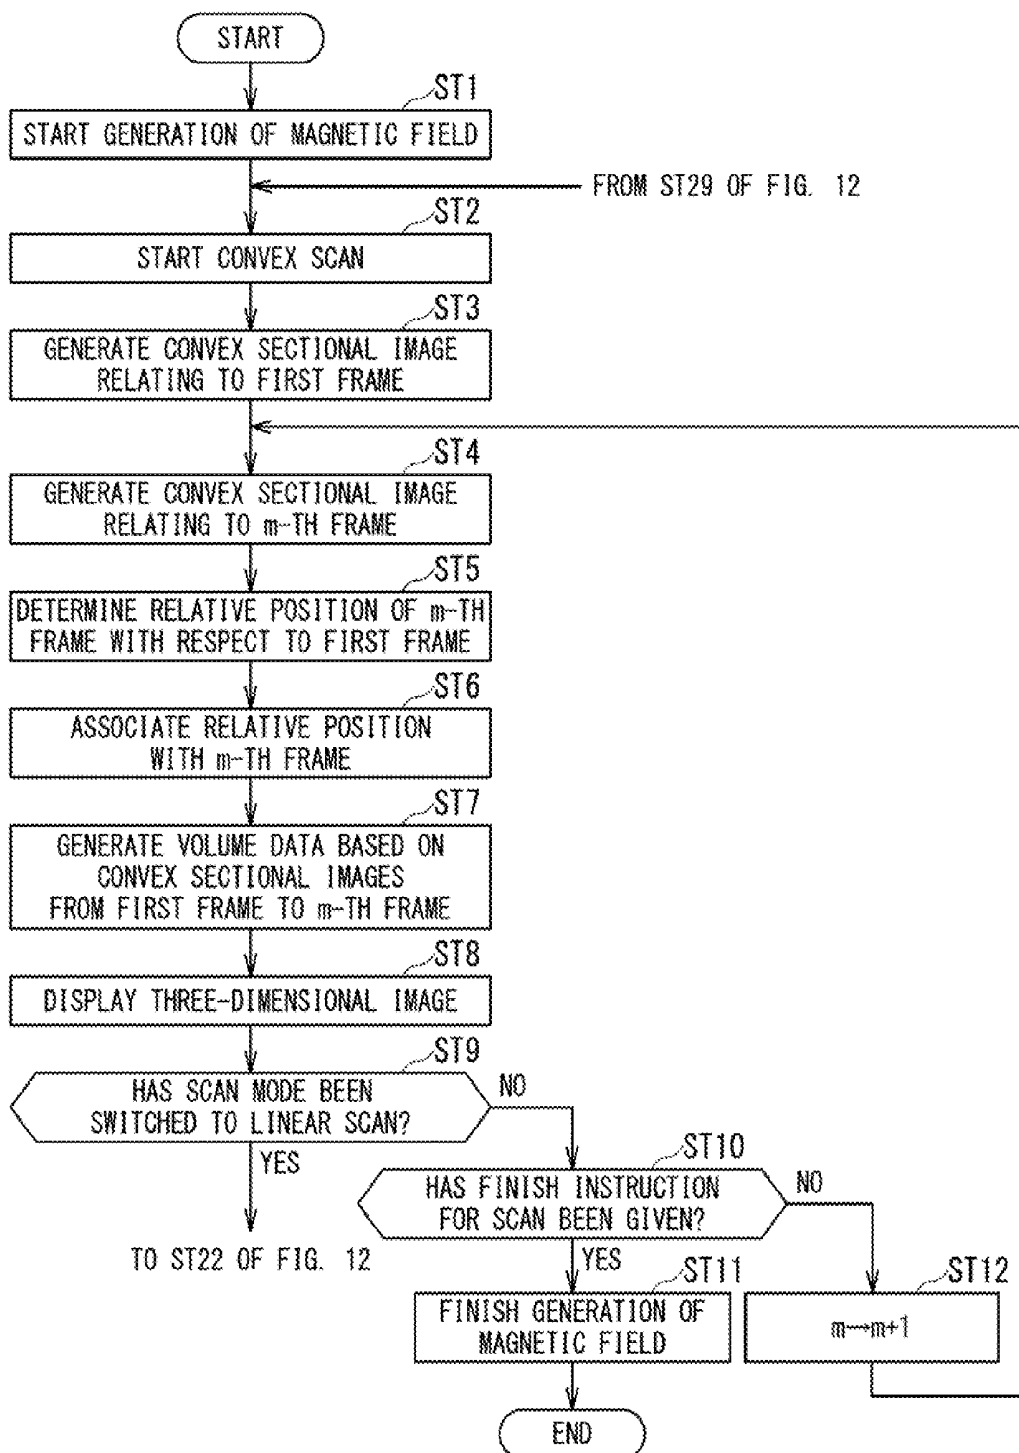 START
ST1
START GENERATION OF MAGNETIC FIELD
FROM ST29 OF FIG. 12
ST2
START CONVEX SCAN
ST3
GENERATE CONVEX SECTIONAL IMAGE
RELATING TO FIRST FRAME
ST4
GENERATE CONVEX SECTIONAL IMAGE
RELATING TO m-TH FRAME
ST5
DETERMINE RELATIVE POSITION OF m-TH
FRAME WITH RESPECT TO FIRST FRAME
ST6
ASSOCIATE RELATIVE POSITION
WITH m-TH FRAME
ST7
GENERATE VOLUME DATA BASED ON
CONVEX SECTIONAL IMAGES
FROM FIRST FRAME TO m-TH FRAME
ST8
DISPLAY THREE-DIMENSIONAL IMAGE
ST9
HAS SCAN MODE BEEN
SWITCHED TO LINEAR SCAN?
NO
YES
TO ST22 OF FIG. 12
ST10
HAS FINISH INSTRUCTION
FOR SCAN BEEN GIVEN?
NO
YES
ST11
FINISH GENERATION OF
MAGNETIC FIELD
ST12
m→m+1
END